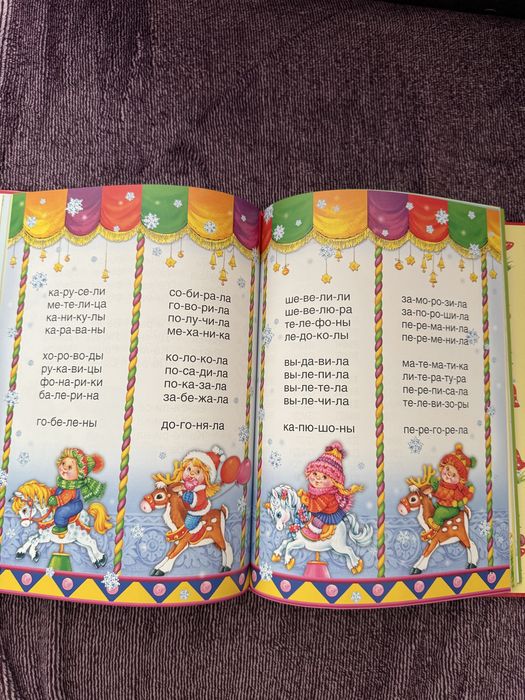 ка-ру-се-ли
ме-те-ли-ца
ка-ни-ку-лы
ка-ра-ва-ны
хо-ро-во-ды
ру-ка-ви-цы
фо-на-ри-ки
ба-ле-ри-на
го-бе-ле-ны
со-би-ра-ла
го-во-ри-ла
по-лу-чи-ла
ме-ха-ни-ка
ко-ло-ко-ла
по-са-ди-ла
по-ка-за-ла
за-бе-жа-ла
до-го-ня-ла
ше-ве-ли-ли
ше-ве-лю-ра
те-ле-фо-ны
ле-до-ко-лы
вы-да-ви-ла
вы-ле-пи-ла
вы-ле-те-ла
вы-ле-чи-ла
ка-пю-шо-ны
за-мо-ро-зи-ла
за-по-ро-ши-ла
пе-ре-ма-ни-ла
пе-ре-ме-ни-ла
ма-те-ма-ти-ка
ли-те-ра-ту-ра
пе-ре-пи-са-ла
те-ле-ви-зо-ры
пе-ре-го-ре-ла